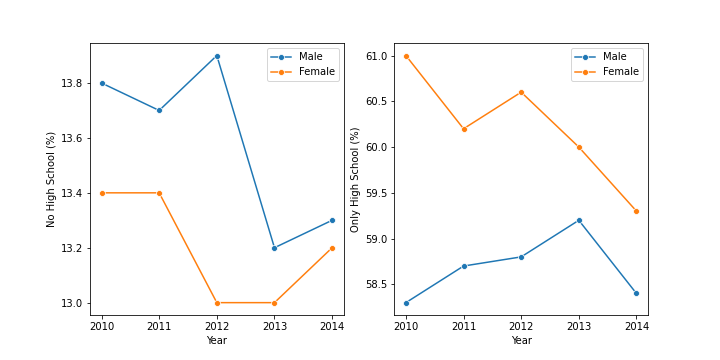 No High School (%)
13.8
13.6
13.4
13.2
13.0
2010 2011 2012 2013 2014
Year
Male
Female
Only High School (%)
61.0
60.5
60.0
59.5
59.0
58.5
2010 2011 2012 2013 2014
Year
Male
Female